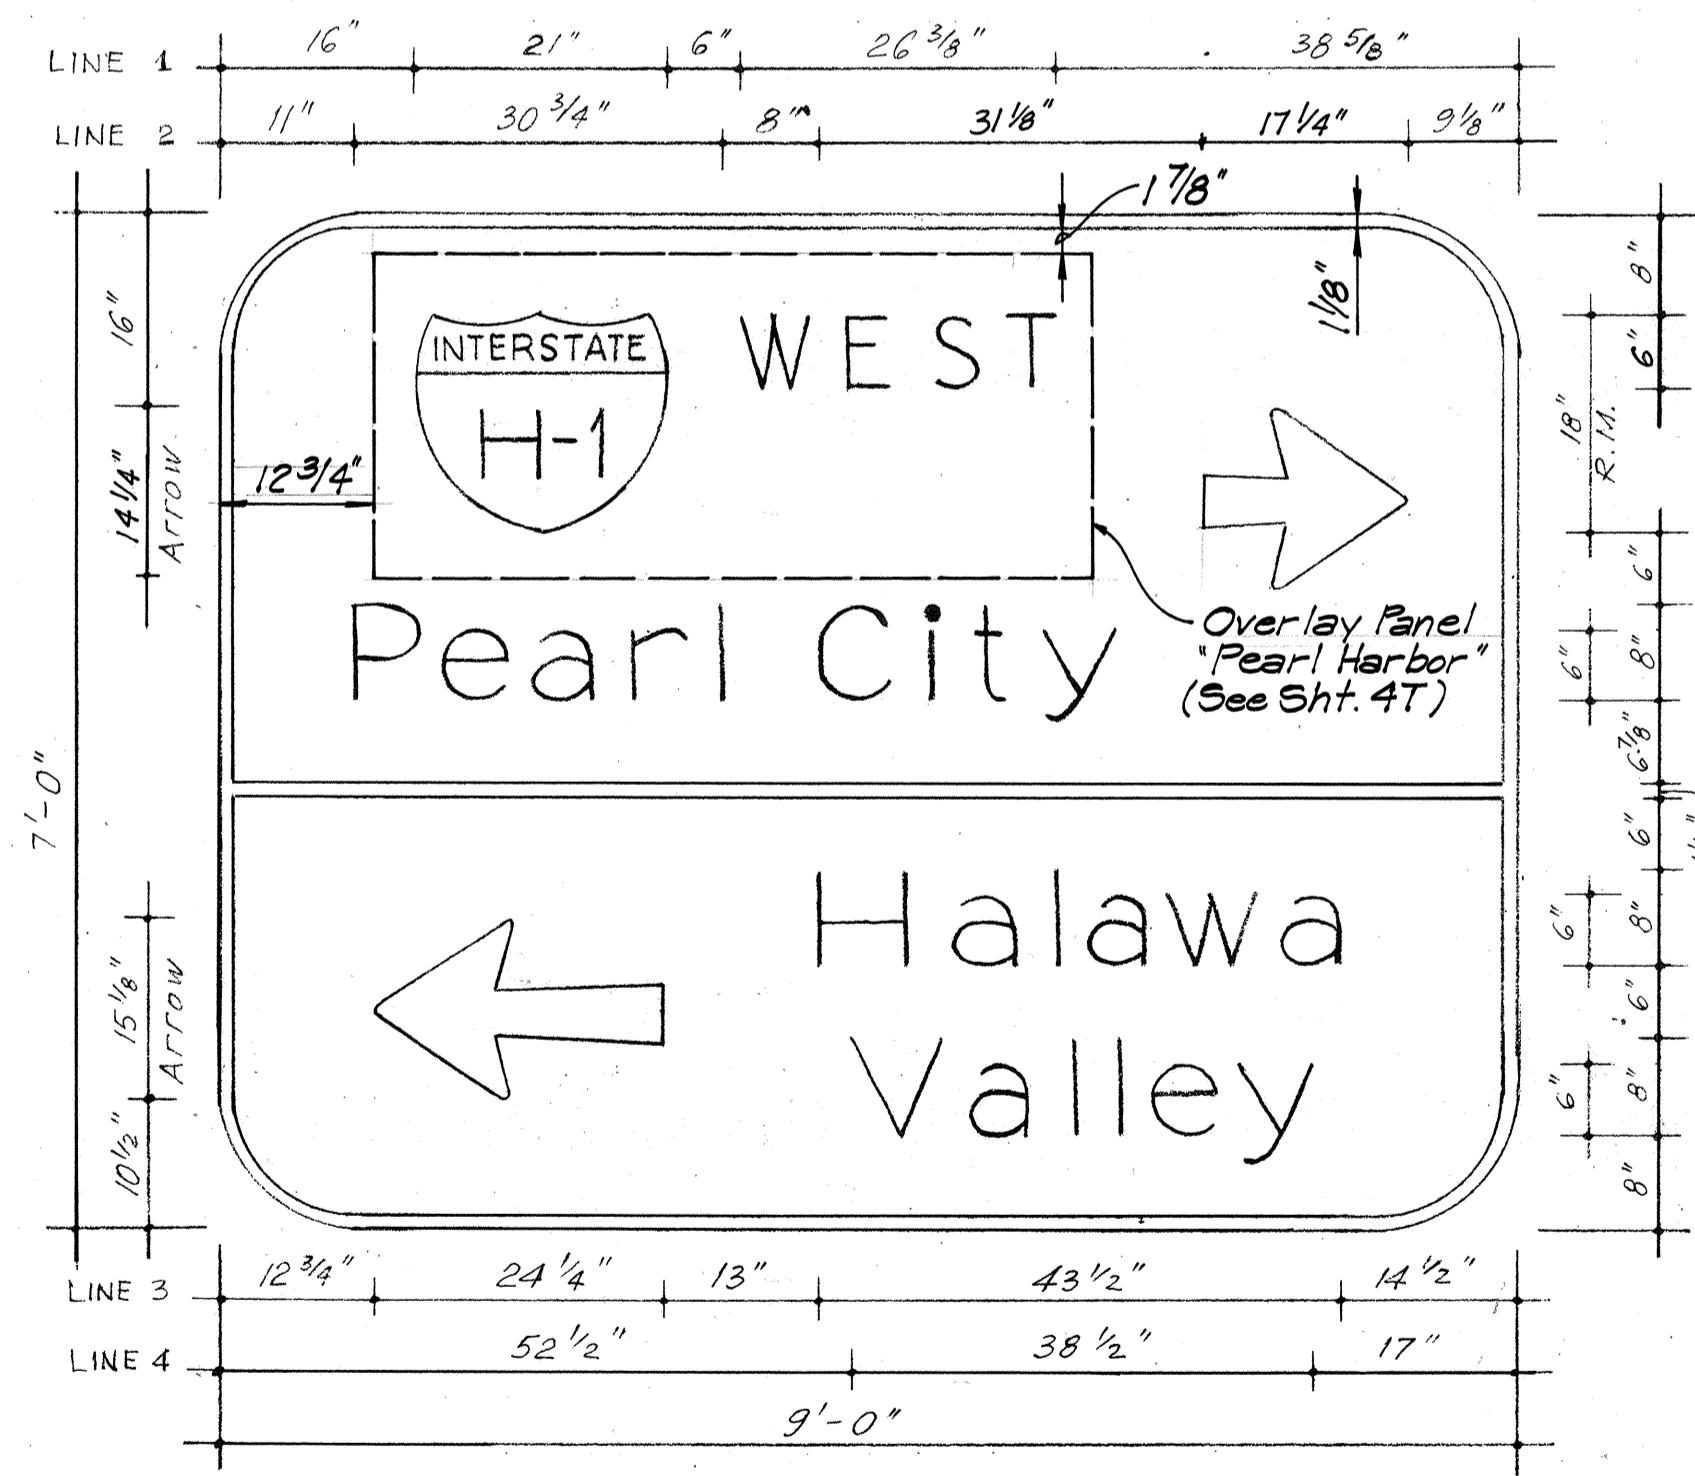 LINE 1 16" 21" 6" 26 3/8" 38 5/8"
LINE 2 11" 30 3/4" 8" 31 1/8" 17 1/4" 9 1/8"
1 7/8"
1 1/8"
8"
6"
18"
R.M.
6"
8"
6"
6 7/8"
6"
8"
6"
6"
8"
6"
8"
7'-0"
16"
14 1/4"
Arrow
15 1/8"
Arrow
10 1/2"
12 3/4"
INTERSTATE
H-1
WEST
Pearl City
Overlay Panel
"Pearl Harbor"
(See Sht. 4T)
Halawa
Valley
LINE 3 12 3/4" 24 1/4" 13" 43 1/2" 14 1/2"
LINE 4 52 1/2" 38 1/2" 17"
9'-0"